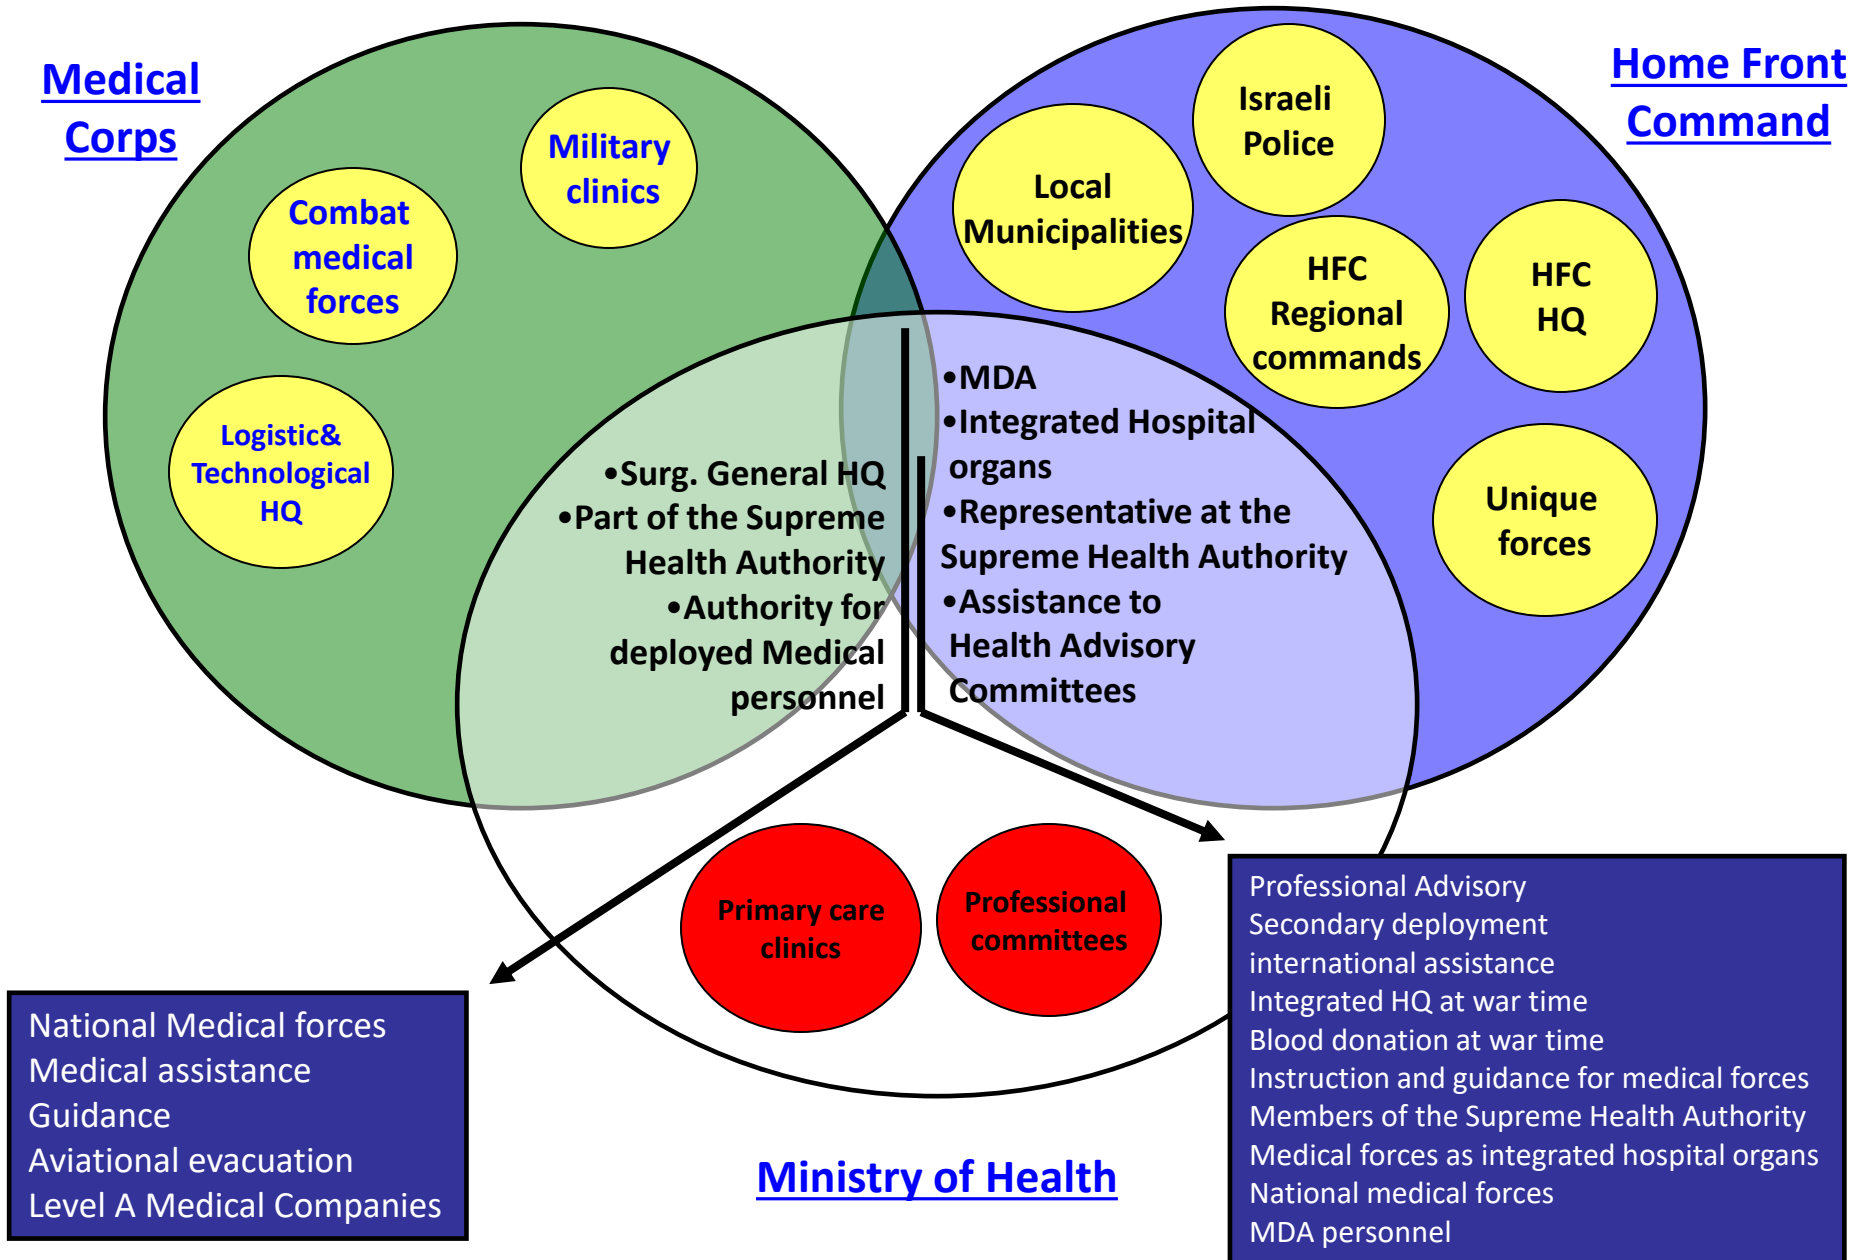 Medical
Corps
Home Front
Command
Military
clinics
Combat
medical
forces
Logistic&
Technological
HQ
Israeli
Police
Local
Municipalities
HFC
Regional
commands
HFC
HQ
Unique
forces
•Surg. General HQ
•Part of the Supreme
Health Authority
•Authority for
deployed Medical
personnel
•MDA
•Integrated Hospital
organs
•Representative at the
Supreme Health Authority
•Assistance to
Health Advisory
Committees
Primary care
clinics
Professional
committees
National Medical forces
Medical assistance
Guidance
Aviational evacuation
Level A Medical Companies
Professional Advisory
Secondary deployment
international assistance
Integrated HQ at war time
Blood donation at war time
Instruction and guidance for medical forces
Members of the Supreme Health Authority
Medical forces as integrated hospital organs
National medical forces
MDA personnel
Ministry of Health